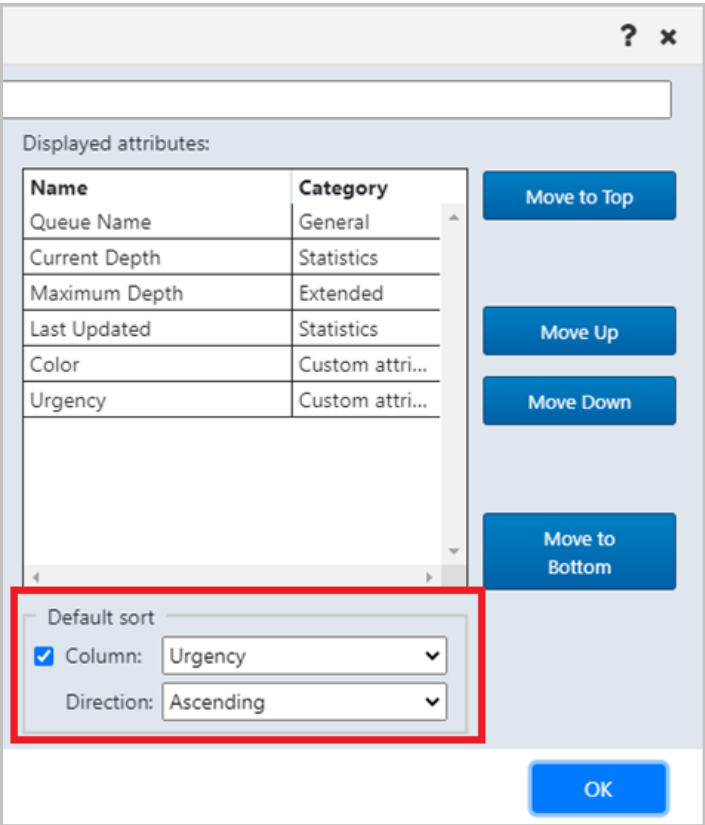 ? ×
Displayed attributes:
Name Category
Queue Name General
Current Depth Statistics
Maximum Depth Extended
Last Updated Statistics
Color Custom attri...
Urgency Custom attri...
Move to Top
Move Up
Move Down
Move to
Bottom
Default sort
Column: Urgency
Direction: Ascending
OK